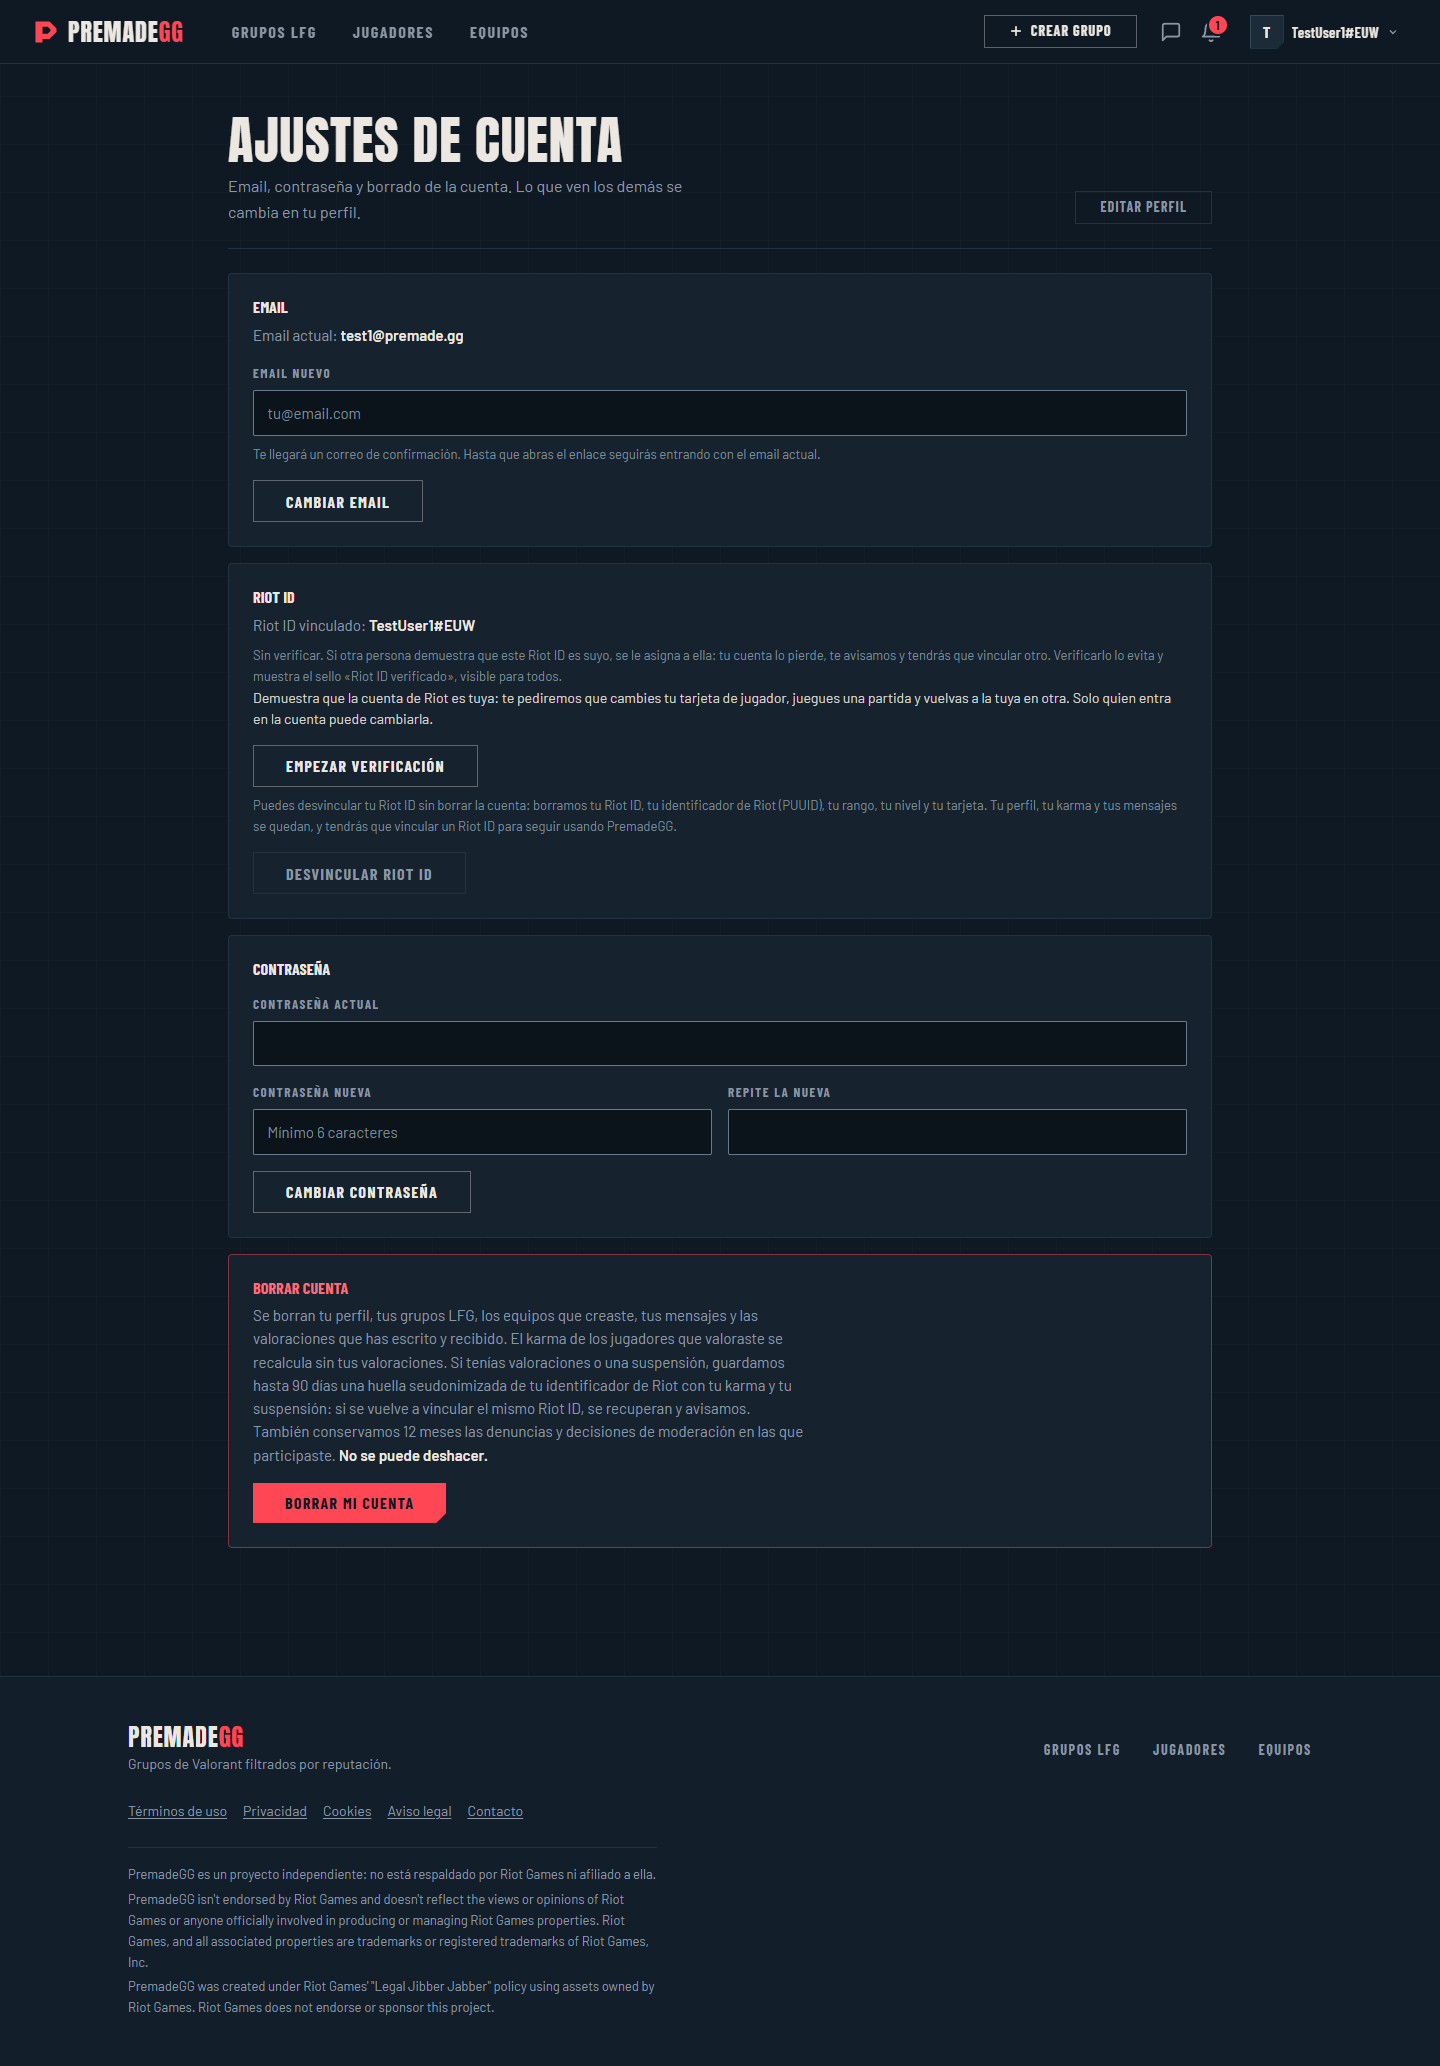 PREMADEGG
GRUPOS LFG
JUGADORES
EQUIPOS
+ CREAR GRUPO
1
T
TestUser1#EUW
AJUSTES DE CUENTA
Email, contraseña y borrado de la cuenta. Lo que ven los demás se
cambia en tu perfil.
EDITAR PERFIL
EMAIL
Email actual: test1@premade.gg
EMAIL NUEVO
tu@email.com
Te llegará un correo de confirmación. Hasta que abras el enlace seguirás entrando con el email actual.
CAMBIAR EMAIL
RIOT ID
Riot ID vinculado: TestUser1#EUW
Sin verificar. Si otra persona demuestra que este Riot ID es suyo, se le asigna a ella: tu cuenta lo pierde, te avisamos y tendrás que vincular otro. Verificarlo lo evita y
muestra el sello «Riot ID verificado», visible para todos.
Demuestra que la cuenta de Riot es tuya: te pediremos que cambies tu tarjeta de jugador, juegues una partida y vuelvas a la tuya en otra. Solo quien entra
en la cuenta puede cambiarla.
EMPEZAR VERIFICACIÓN
Puedes desvincular tu Riot ID sin borrar la cuenta: borramos tu Riot ID, tu identificador de Riot (PUUID), tu rango, tu nivel y tu tarjeta. Tu perfil, tu karma y tus mensajes
se quedan, y tendrás que vincular un Riot ID para seguir usando PremadeGG.
DESVINCULAR RIOT ID
CONTRASEÑA
CONTRASEÑA ACTUAL
CONTRASEÑA NUEVA
REPITE LA NUEVA
Mínimo 6 caracteres
CAMBIAR CONTRASEÑA
BORRAR CUENTA
Se borran tu perfil, tus grupos LFG, los equipos que creaste, tus mensajes y las
valoraciones que has escrito y recibido. El karma de los jugadores que valoraste se
recalcula sin tus valoraciones. Si tenías valoraciones o una suspensión, guardamos
hasta 90 días una huella seudonimizada de tu identificador de Riot con tu karma y tu
suspensión: si se vuelve a vincular el mismo Riot ID, se recuperan y avisamos.
También conservamos 12 meses las denuncias y decisiones de moderación en las que
participaste. No se puede deshacer.
BORRAR MI CUENTA
PREMADEGG
Grupos de Valorant filtrados por reputación.
GRUPOS LFG
JUGADORES
EQUIPOS
Términos de uso
Privacidad
Cookies
Aviso legal
Contacto
PremadeGG es un proyecto independiente: no está respaldado por Riot Games ni afiliado a ella.
PremadeGG isn't endorsed by Riot Games and doesn't reflect the views or opinions of Riot
Games or anyone officially involved in producing or managing Riot Games properties. Riot
Games, and all associated properties are trademarks or registered trademarks of Riot Games,
Inc.
PremadeGG was created under Riot Games' "Legal Jibber Jabber" policy using assets owned by
Riot Games. Riot Games does not endorse or sponsor this project.